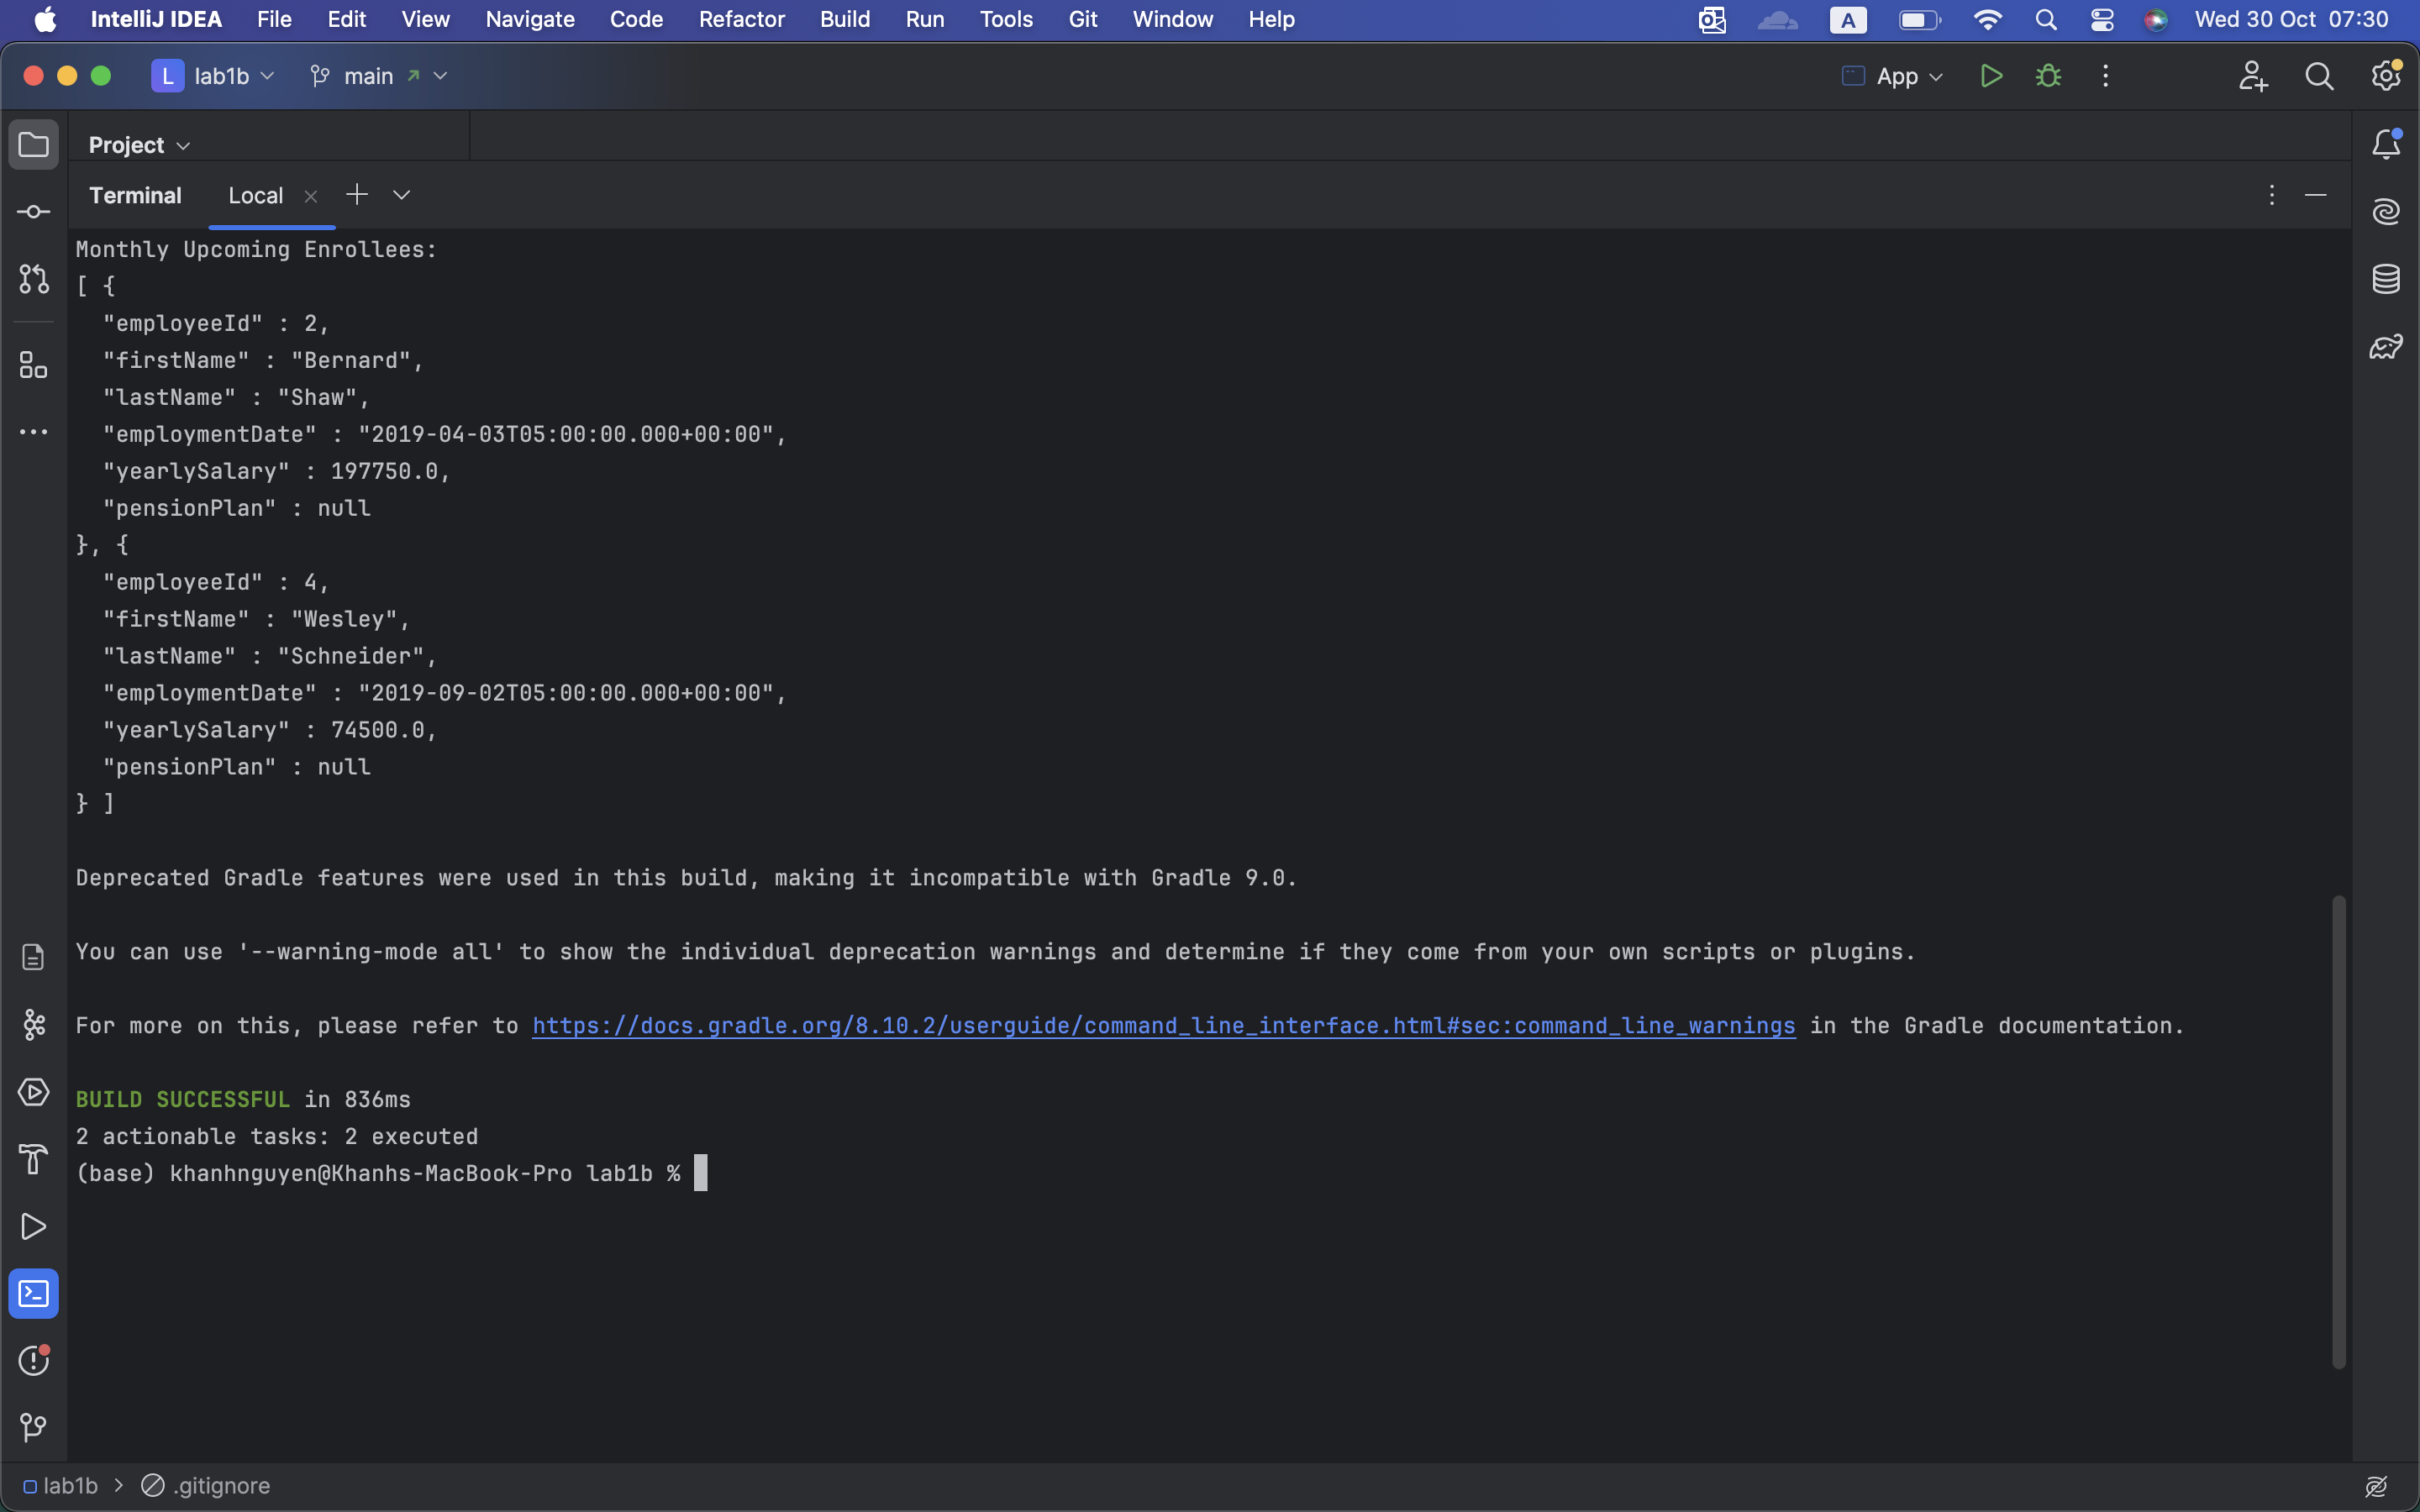 IntelliJ IDEA File Edit View Navigate Code Refactor Build Run Tools Git Window Help A Wed 30 Oct 07:30
L lab1b main App
Project
Terminal Local
Monthly Upcoming Enrollees:
[ {
  "employeeId" : 2,
  "firstName" : "Bernard",
  "lastName" : "Shaw",
  "employmentDate" : "2019-04-03T05:00:00.000+00:00",
  "yearlySalary" : 197750.0,
  "pensionPlan" : null
}, {
  "employeeId" : 4,
  "firstName" : "Wesley",
  "lastName" : "Schneider",
  "employmentDate" : "2019-09-02T05:00:00.000+00:00",
  "yearlySalary" : 74500.0,
  "pensionPlan" : null
} ]
Deprecated Gradle features were used in this build, making it incompatible with Gradle 9.0.
You can use '--warning-mode all' to show the individual deprecation warnings and determine if they come from your own scripts or plugins.
For more on this, please refer to https://docs.gradle.org/8.10.2/userguide/command_line_interface.html#sec:command_line_warnings in the Gradle documentation.
BUILD SUCCESSFUL in 836ms
2 actionable tasks: 2 executed
(base) khanhnguyen@Khanhs-MacBook-Pro lab1b %
lab1b > .gitignore